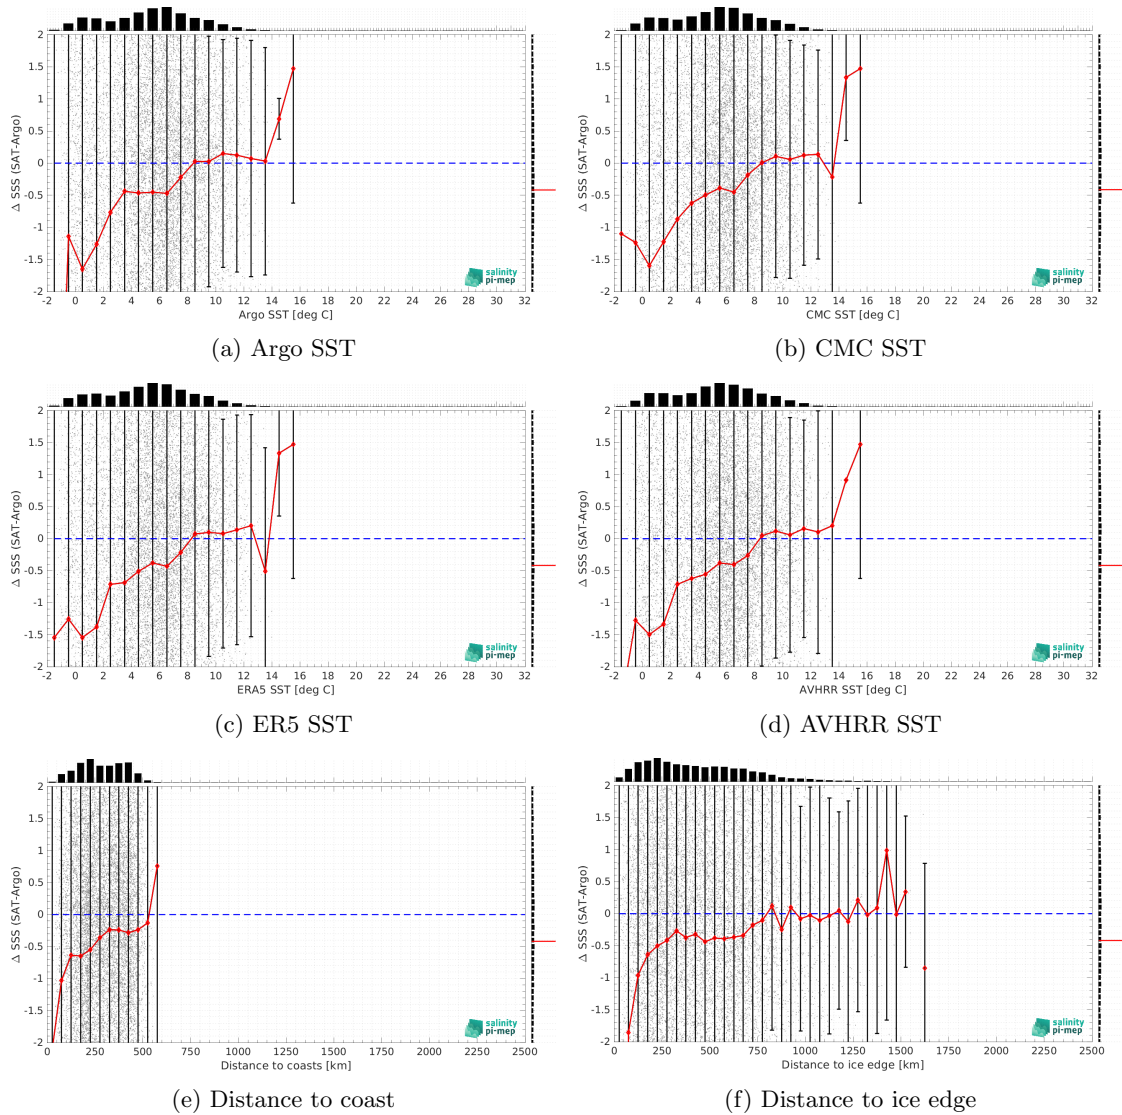 2
1.5
1
0.5
0
-0.5
-1
-1.5
-2
Δ SSS (SAT-Argo)
-2 0 2 4 6 8 10 12 14 16 18 20 22 24 26 28 30 32
Argo SST [deg C]
salinity
pi-mep
(a) Argo SST
2
1.5
1
0.5
0
-0.5
-1
-1.5
-2
Δ SSS (SAT-Argo)
-2 0 2 4 6 8 10 12 14 16 18 20 22 24 26 28 30 32
CMC SST [deg C]
salinity
pi-mep
(b) CMC SST
2
1.5
1
0.5
0
-0.5
-1
-1.5
-2
Δ SSS (SAT-Argo)
-2 0 2 4 6 8 10 12 14 16 18 20 22 24 26 28 30 32
ERA5 SST [deg C]
salinity
pi-mep
(c) ER5 SST
2
1.5
1
0.5
0
-0.5
-1
-1.5
-2
Δ SSS (SAT-Argo)
-2 0 2 4 6 8 10 12 14 16 18 20 22 24 26 28 30 32
AVHRR SST [deg C]
salinity
pi-mep
(d) AVHRR SST
2
1.5
1
0.5
0
-0.5
-1
-1.5
-2
Δ SSS (SAT-Argo)
0 250 500 750 1000 1250 1500 1750 2000 2250 2500
Distance to coasts [km]
salinity
pi-mep
(e) Distance to coast
2
1.5
1
0.5
0
-0.5
-1
-1.5
-2
Δ SSS (SAT-Argo)
0 250 500 750 1000 1250 1500 1750 2000 2250 2500
Distance to ice edge [km]
salinity
pi-mep
(f) Distance to ice edge